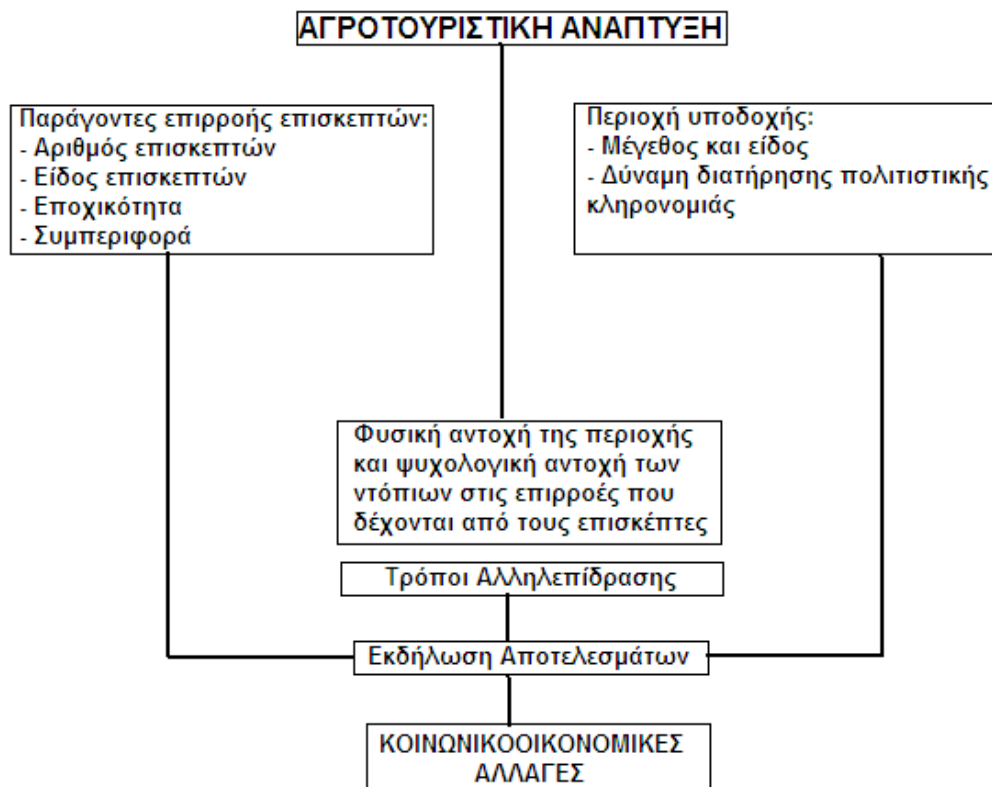 ΑΓΡΟΤΟΥΡΙΣΤΙΚΗ ΑΝΑΠΤΥΞΗ
Παράγοντες επιρροής επισκεπτών:
- Αριθμός επισκεπτών
- Είδος επισκεπτών
- Εποχικότητα
- Συμπεριφορά
Περιοχή υποδοχής:
- Μέγεθος και είδος
- Δύναμη διατήρησης πολιτιστικής
κληρονομιάς
Φυσική αντοχή της περιοχής
και ψυχολογική αντοχή των
ντόπιων στις επιρροές που
δέχονται από τους επισκέπτες
Τρόποι Αλληλεπίδρασης
Εκδήλωση Αποτελεσμάτων
ΚΟΙΝΩΝΙΚΟΟΙΚΟΝΟΜΙΚΕΣ
ΑΛΛΑΓΕΣ